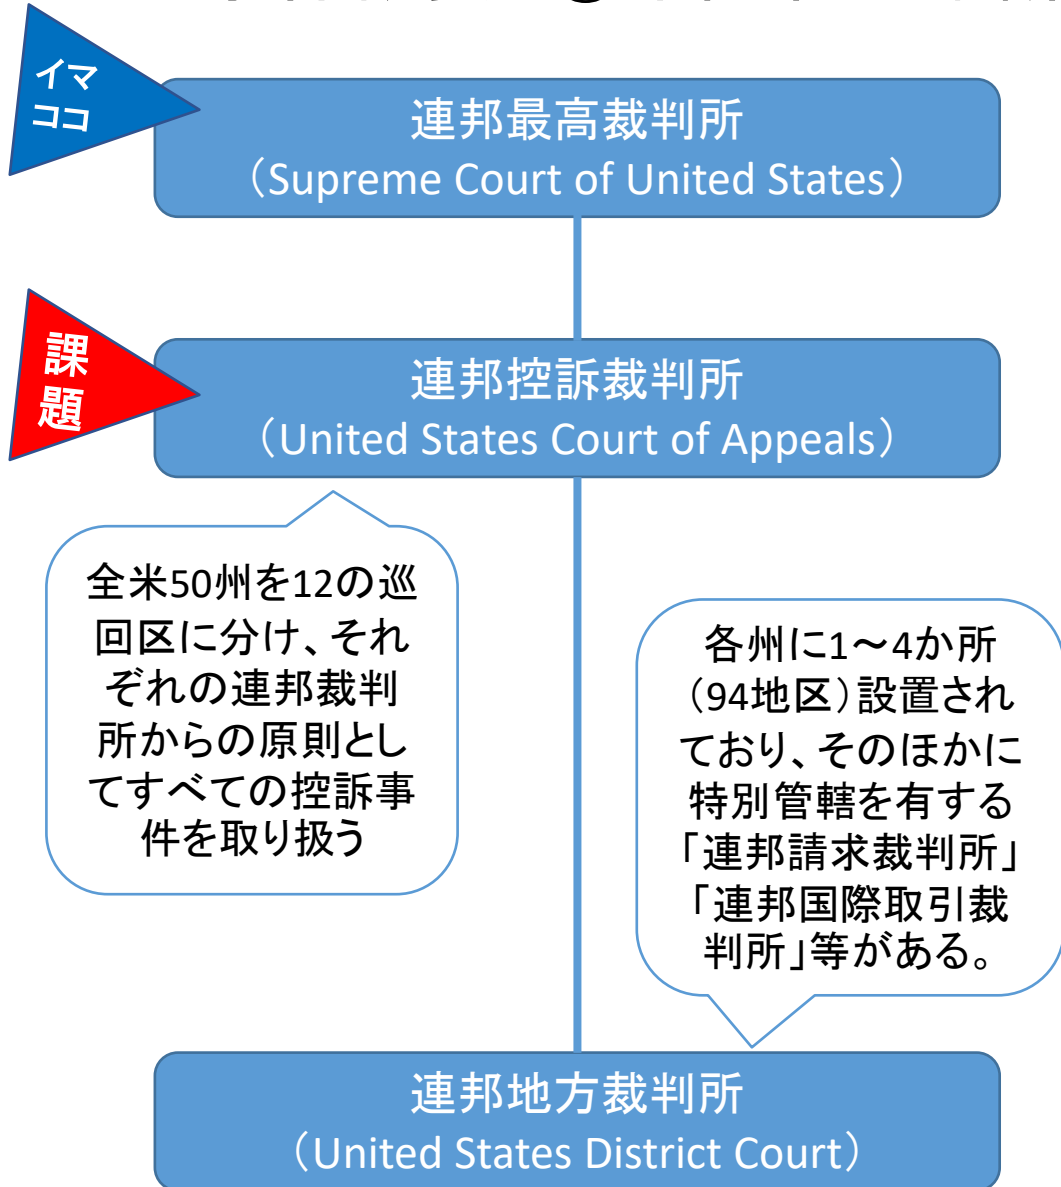 イマ
ココ
連邦最高裁判所
（Supreme Court of United States）
課
題
連邦控訴裁判所
（United States Court of Appeals）
全米50州を12の巡
回区に分け、それ
ぞれの連邦裁判
所からの原則とし
てすべての控訴事
件を取り扱う
各州に1～4か所
（94地区）設置され
ており、そのほかに
特別管轄を有する
「連邦請求裁判所」
「連邦国際取引裁
判所」等がある。
連邦地方裁判所
（United States District Court）